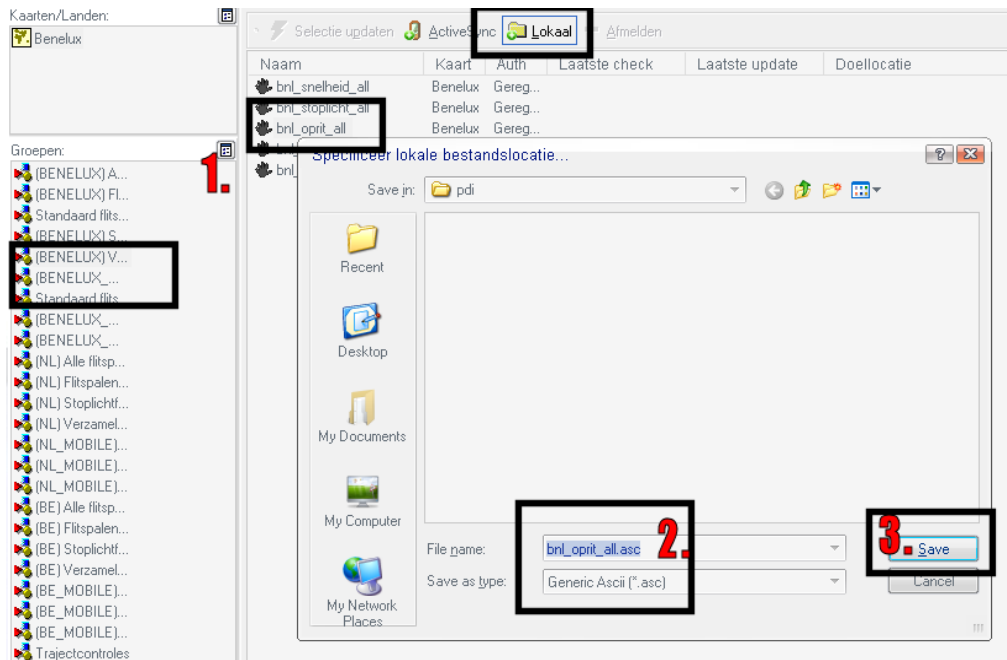 Kaarten/Landen:
Benelux
Selectie updaten ActiveSync Lokaal Afmelden
Naam Kaart Auth Laatste check Laatste update Doellocatie
bnl_snelheid_all Benelux Gereg...
bnl_stoplicht_all Benelux Gereg...
bnl_oprit_all Benelux Gereg...
bnl_
bnl_
Groepen:
1.
(BENELUX) A...
(BENELUX) Fl...
Standaard flits...
(BENELUX) S...
(BENELUX) V...
(BENELUX_...
Standaard flits...
(BENELUX_...
(BENELUX_...
(NL) Alle flitsp...
(NL) Flitspalen...
(NL) Stoplichtf...
(NL) Verzamel...
(NL_MOBILE)...
(NL_MOBILE)...
(NL_MOBILE)...
(BE) Alle flitsp...
(BE) Flitspalen...
(BE) Stoplichtf...
(BE) Verzamel...
(BE_MOBILE)...
(BE_MOBILE)...
(BE_MOBILE)...
Trajectcontroles
Specificeer lokale bestandslocatie...
Save in: pdi
Recent
Desktop
My Documents
My Computer
My Network
Places
File name: bnl_oprit_all.asc
2.
Save as type: Generic Ascii (*.asc)
3.
Save
Cancel